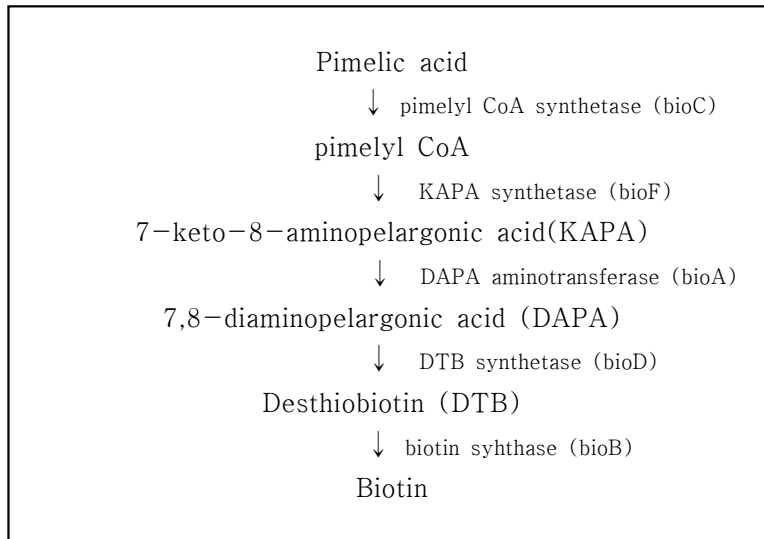 Pimelic acid
↓ pimelyl CoA synthetase (bioC)
pimelyl CoA
↓ KAPA synthetase (bioF)
7-keto-8-aminopelargonic acid(KAPA)
↓ DAPA aminotransferase (bioA)
7,8-diaminopelargonic acid (DAPA)
↓ DTB synthetase (bioD)
Desthiobiotin (DTB)
↓ biotin syhthase (bioB)
Biotin